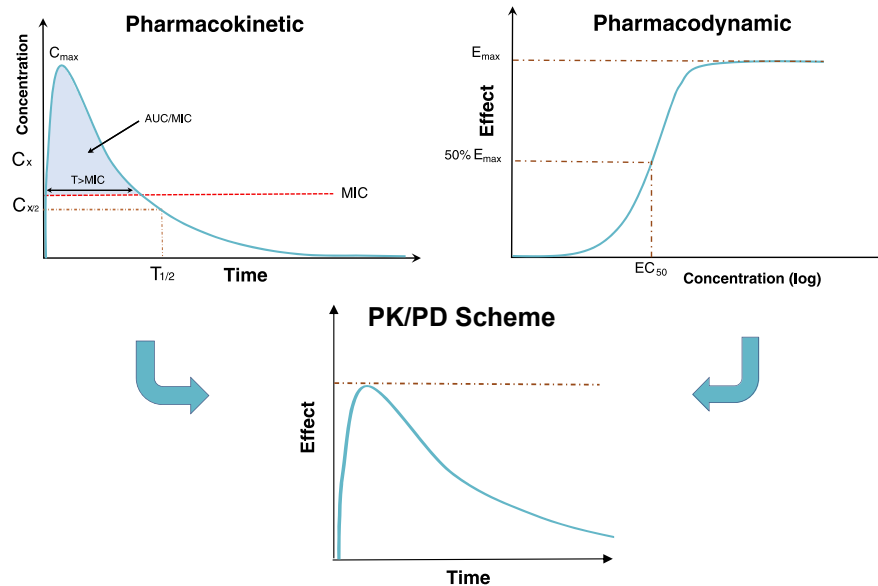 Pharmacokinetic
Concentration
Cmax
AUC/MIC
Cx
T>MIC
MIC
Cx/2
T1/2
Time
Pharmacodynamic
Effect
Emax
50% Emax
EC50
Concentration (log)
PK/PD Scheme
Effect
Time